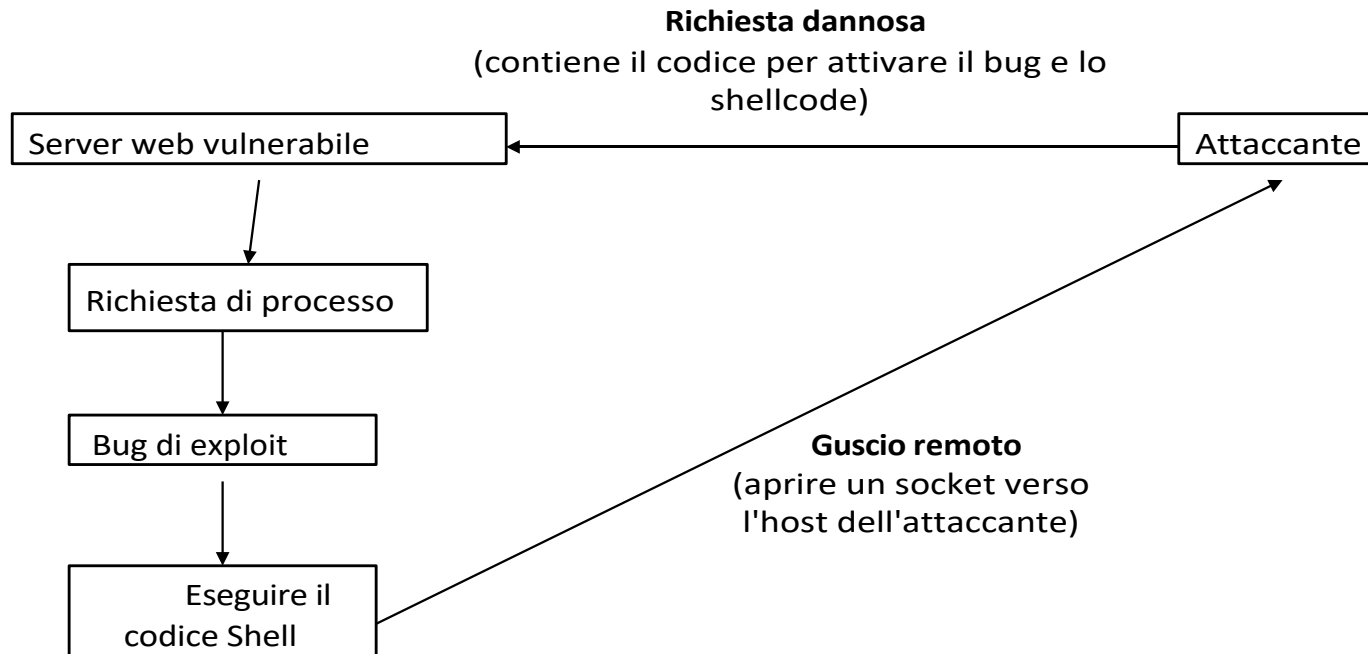 Richiesta dannosa
(contiene il codice per attivare il bug e lo
shellcode)
Server web vulnerabile
Attaccante
Richiesta di processo
Bug di exploit
Guscio remoto
(aprire un socket verso
l'host dell'attaccante)
Eseguire il
codice Shell